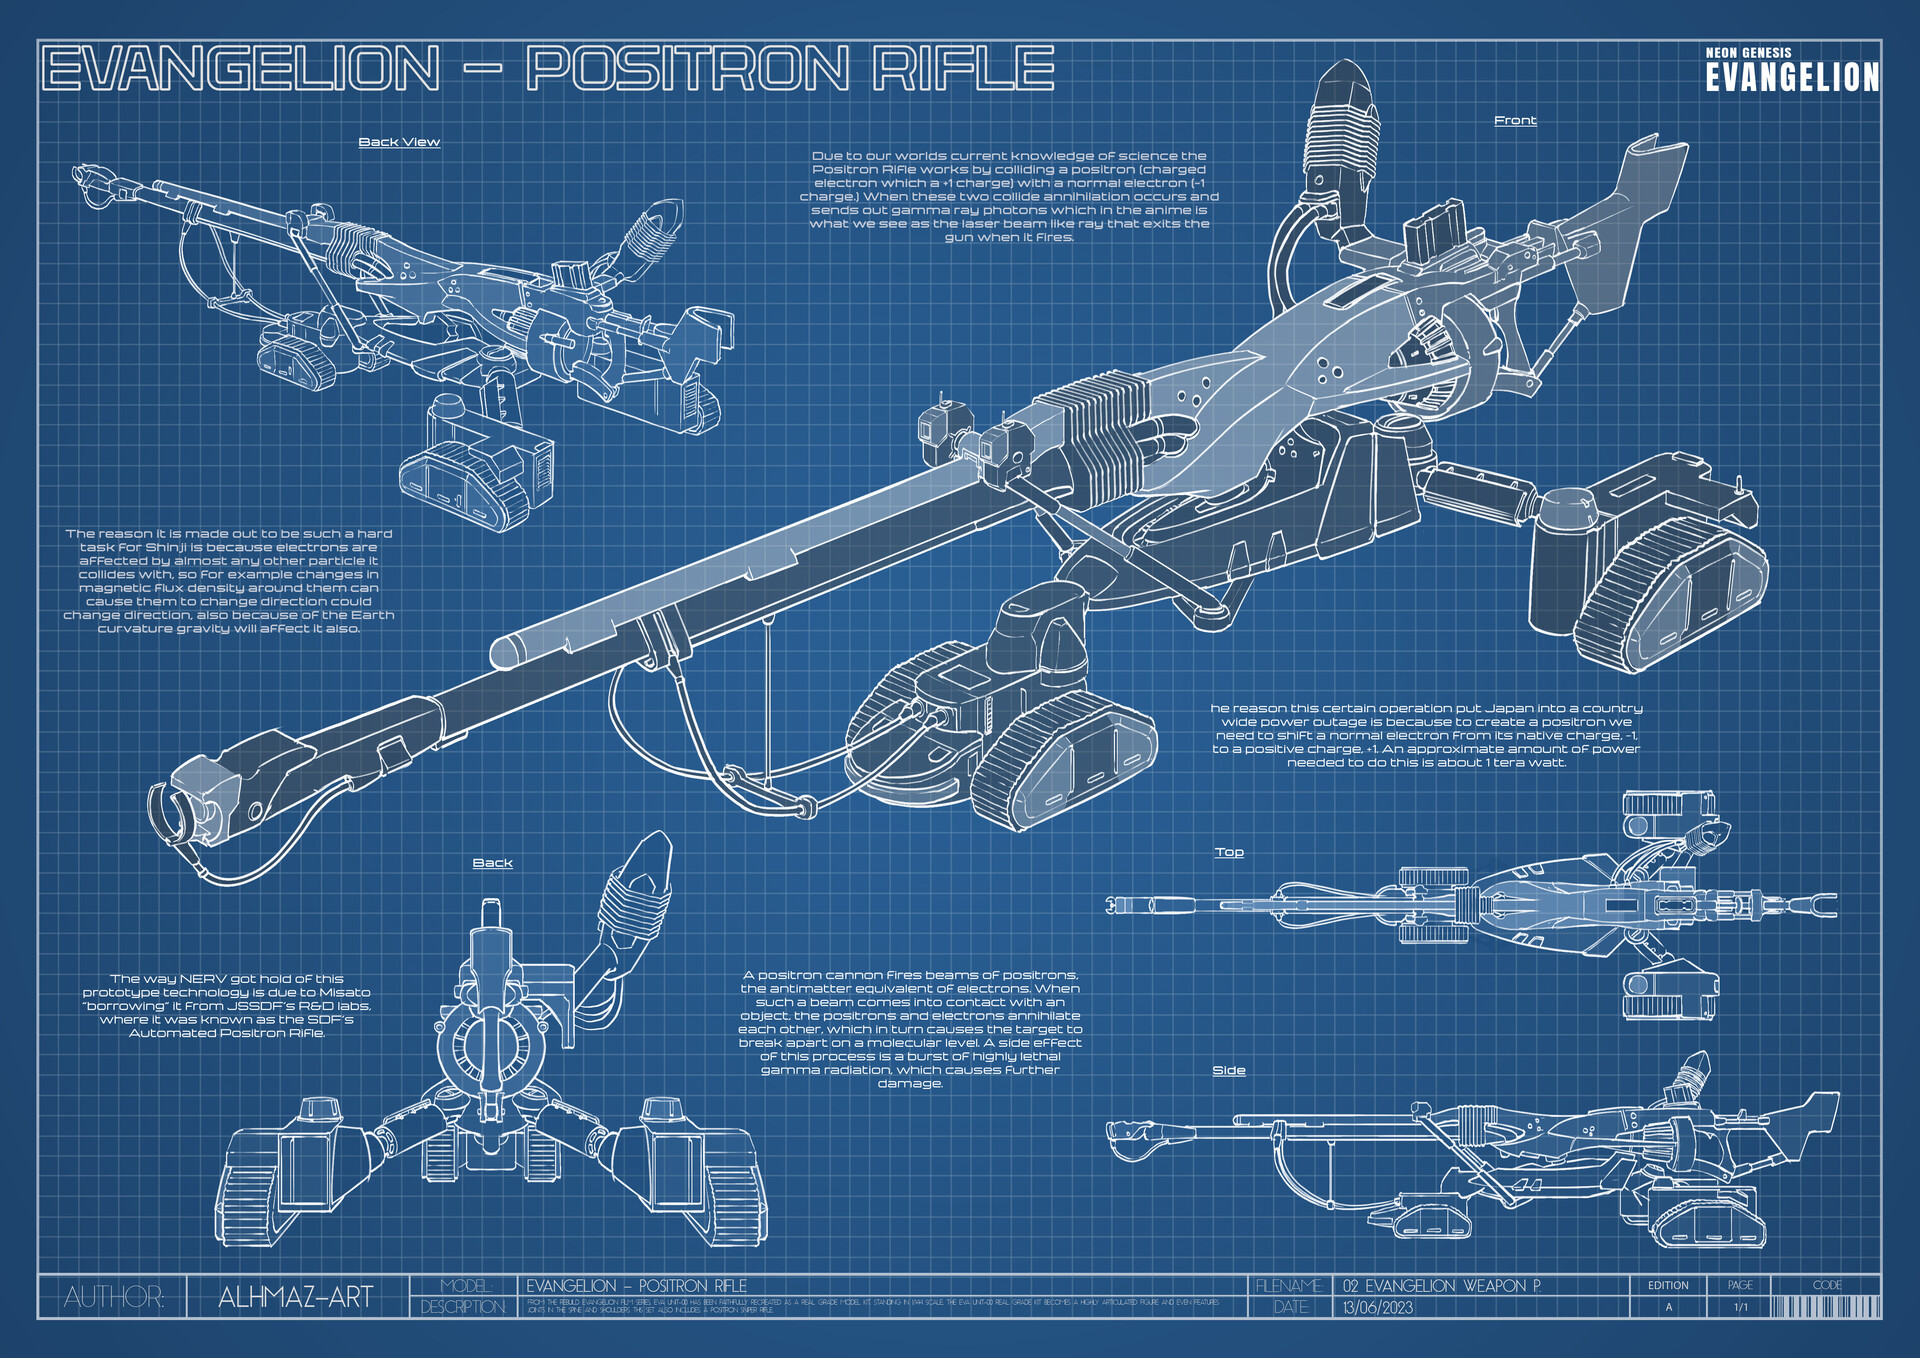 EVANGELION - POSITRON RIFLE
NEON GENESIS
EVANGELION
Back View
Front
Due to our worlds current knowledge of science the
Positron Rifle works by colliding a positron (charged
electron which a +1 charge) with a normal electron (-1
charge.) When these two collide annihilation occurs and
sends out gamma ray photons which in the anime is
what we see as the laser beam like ray that exits the
gun when it fires.
The reason it is made out to be such a hard
task for Shinji is because electrons are
affected by almost any other particle it
collides with, so for example changes in
magnetic flux density around them can
cause them to change direction could
change direction, also because of the Earth
curvature gravity will affect it also.
he reason this certain operation put Japan into a country
wide power outage is because to create a positron we
need to shift a normal electron from its native charge, -1,
to a positive charge, +1. An approximate amount of power
needed to do this is about 1 tera watt.
Back
Top
The way NERV got hold of this
prototype technology is due to Misato
"borrowing" it from JSSDF's R&D labs,
where it was known as the SDF's
Automated Positron Rifle.
A positron cannon fires beams of positrons,
the antimatter equivalent of electrons. When
such a beam comes into contact with an
object, the positrons and electrons annihilate
each other, which in turn causes the target to
break apart on a molecular level. A side effect
of this process is a burst of highly lethal
gamma radiation, which causes further
damage.
Side
AUTHOR:
ALHMAZ-ART
MODEL:
EVANGELION - POSITRON RIFLE
DESCRIPTION:
FROM THE REBUILD EVANGELION FILM SERIES, EVA UNIT-00 HAS BEEN FAITHFULLY RECREATED AS A REAL GRADE MODEL KIT. STANDING IN 1/144 SCALE, THE EVA UNIT-00 REAL GRADE KIT BECOMES A HIGHLY ARTICULATED FIGURE AND EVEN FEATURES
JOINTS IN THE SPINE AND SHOULDERS. THIS SET ALSO INCLUDES A POSITRON SNIPER RIFLE.
FILENAME:
02 EVANGELION WEAPON P.
DATE:
13/06/2023
EDITION
A
PAGE
1/1
CODE